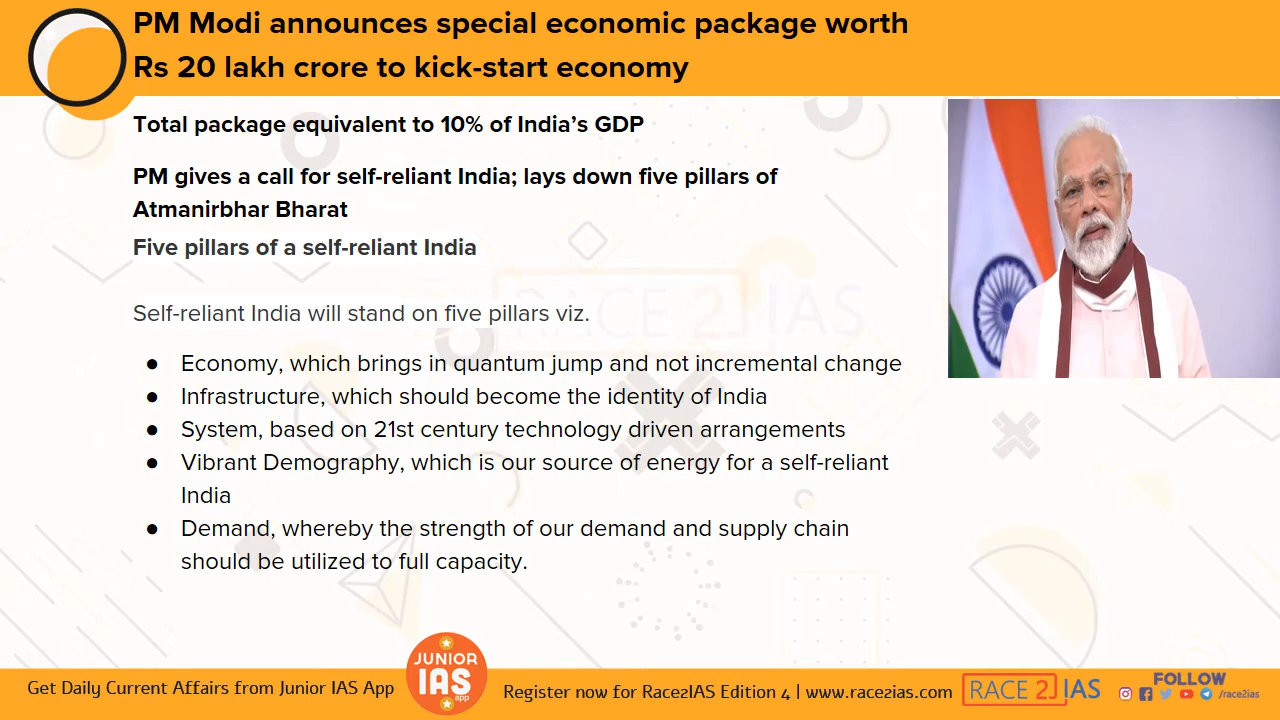 PM Modi announces special economic package worth
Rs 20 lakh crore to kick-start economy
Total package equivalent to 10% of India’s GDP
PM gives a call for self-reliant India; lays down five pillars of
Atmanirbhar Bharat
Five pillars of a self-reliant India
RACE 2 IAS
Self-reliant India will stand on five pillars viz.
● Economy, which brings in quantum jump and not incremental change
● Infrastructure, which should become the identity of India
● System, based on 21st century technology driven arrangements
● Vibrant Demography, which is our source of energy for a self-reliant
India
● Demand, whereby the strength of our demand and supply chain
should be utilized to full capacity.
Get Daily Current Affairs from Junior IAS App
JUNIOR
IAS
app
Register now for Race2IAS Edition 4 | www.race2ias.com
RACE 2 IAS
FOLLOW
/race2ias